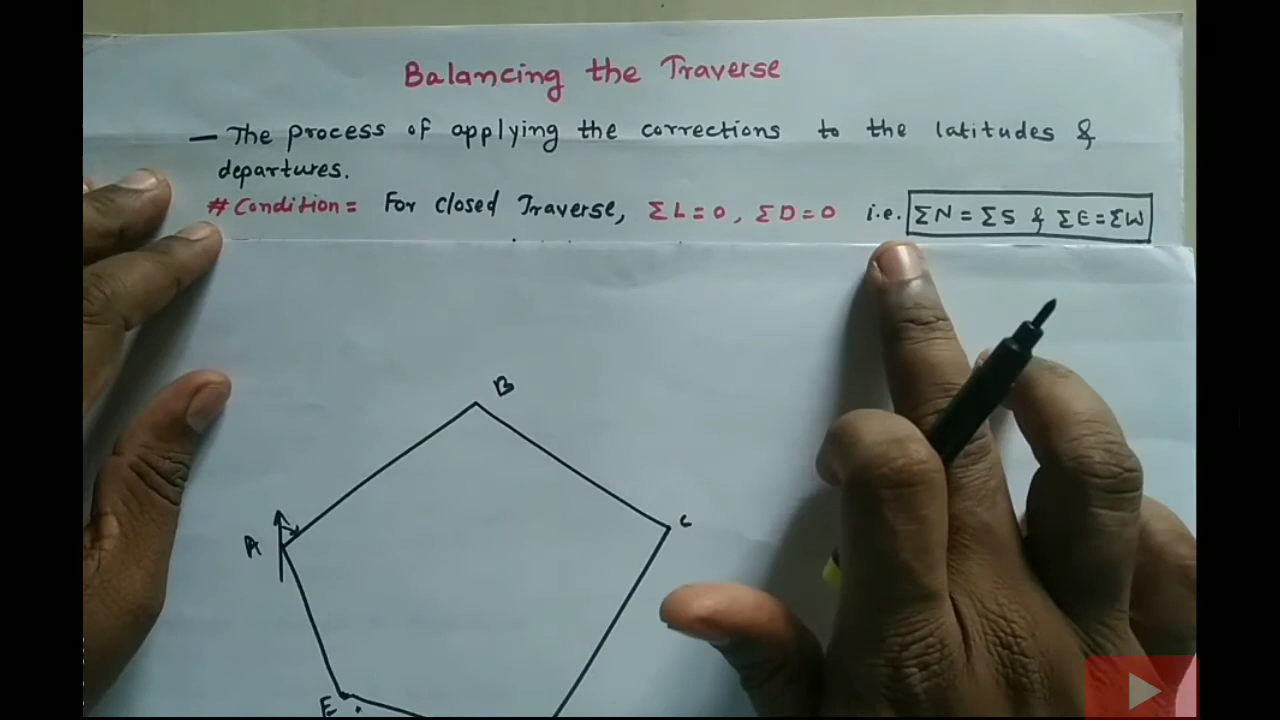 Balancing the Traverse
— The process of applying the corrections to the latitudes &
departures.
# Condition = For closed Traverse, ΣL=0, ΣD=0 i.e. ΣN=ΣS & ΣE=ΣW
B
C
A
E